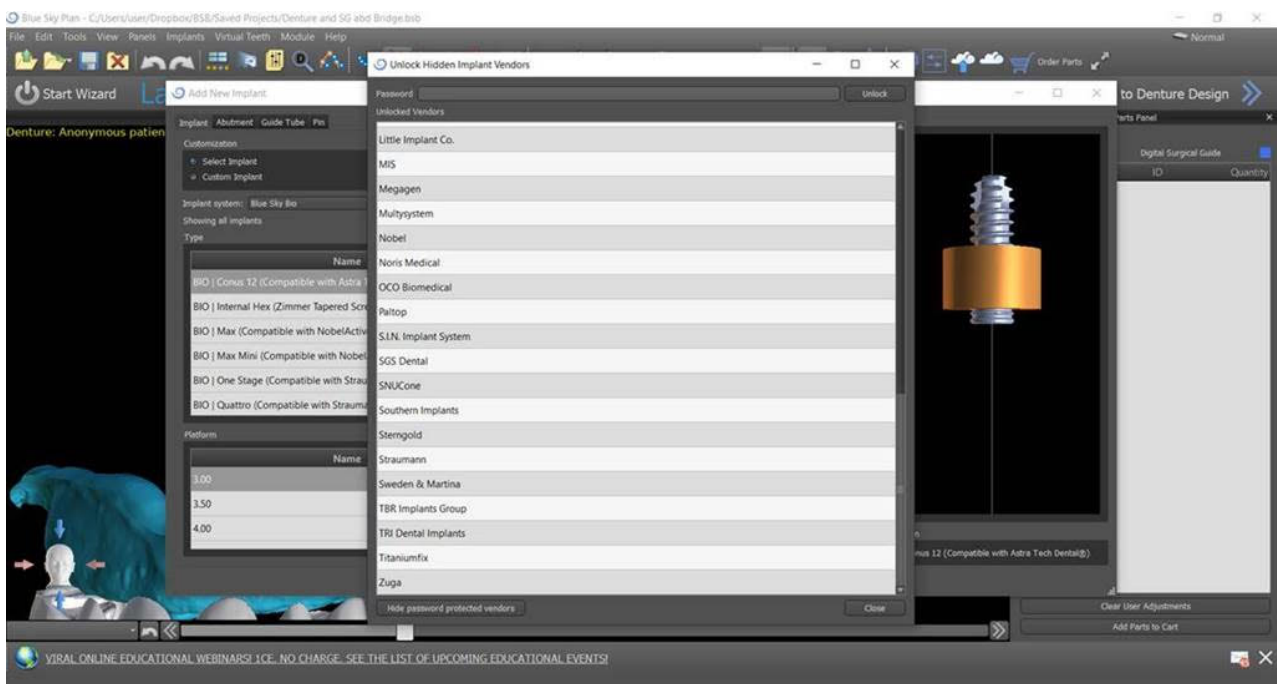 Blue Sky Plan - C:/Users/user/Dropbox/BSB/Saved Projects/Denture and SG abd Bridge.bsb
File Edit Tools View Panels Implants Virtual Teeth Module Help
Normal
Order Parts
Start Wizard
to Denture Design
Denture: Anonymous patien
Add New Implant
Implant Abutment Guide Tube Pin
Customization
Select Implant
Custom Implant
Implant system: Blue Sky Bio
Showing all implants
Type
Name
BIO | Conus 12 (Compatible with Astra
BIO | Internal Hex (Zimmer Tapered Scr
BIO | Max (Compatible with NobelActiv
BIO | Max Mini (Compatible with Nobel
BIO | One Stage (Compatible with Strau
BIO | Quattro (Compatible with Strauma
Platform
Name
3.00
3.50
4.00
Unlock Hidden Implant Vendors
Password
Unlock
Unlocked Vendors
Little Implant Co.
MIS
Megagen
Multysystem
Nobel
Noris Medical
OCO Biomedical
Paltop
S.I.N. Implant System
SGS Dental
SNUCone
Southern Implants
Sterngold
Straumann
Sweden & Martina
TBR Implants Group
TRI Dental Implants
Titaniumfix
Zuga
Hide password protected vendors
Close
12 (Compatible with Astra Tech Dental®)
Parts Panel
Digital Surgical Guide
ID Quantity
Clear User Adjustments
Add Parts to Cart
VIRAL ONLINE EDUCATIONAL WEBINARS! 1CE. NO CHARGE. SEE THE LIST OF UPCOMING EDUCATIONAL EVENTS!